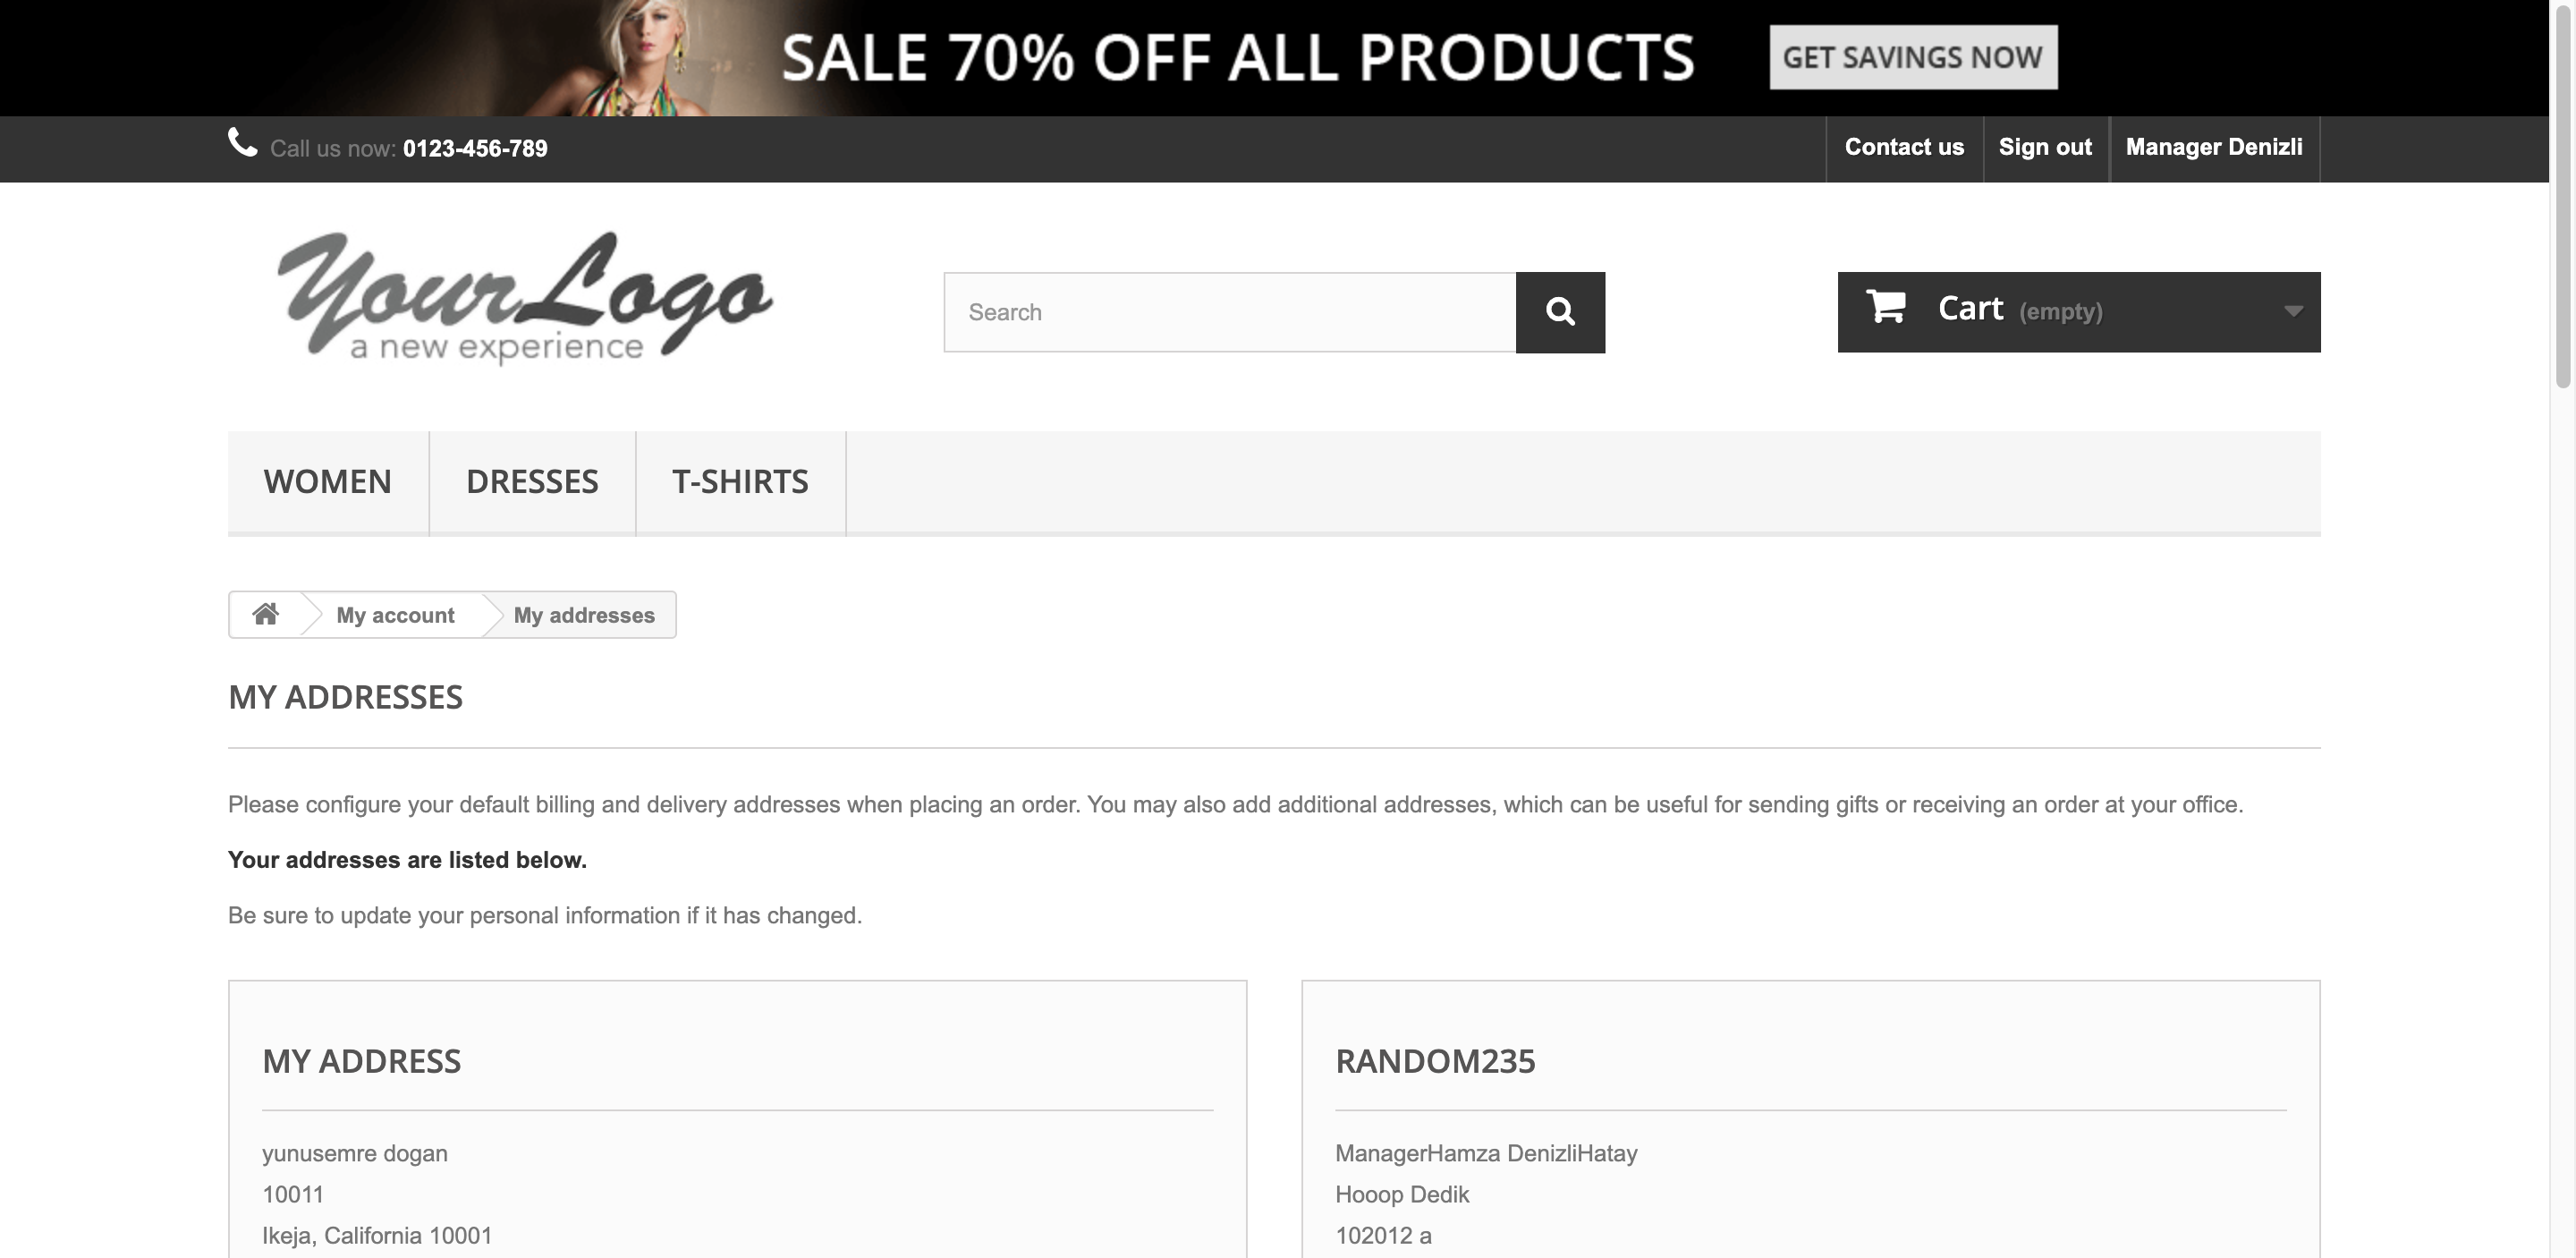 SALE 70% OFF ALL PRODUCTS
GET SAVINGS NOW
Call us now: 0123-456-789
Contact us
Sign out
Manager Denizli
Your Logo
a new experience
Search
Cart (empty)
WOMEN
DRESSES
T-SHIRTS
My account
My addresses
MY ADDRESSES
Please configure your default billing and delivery addresses when placing an order. You may also add additional addresses, which can be useful for sending gifts or receiving an order at your office.
Your addresses are listed below.
Be sure to update your personal information if it has changed.
MY ADDRESS
yunusemre dogan
10011
Ikeja, California 10001
RANDOM235
ManagerHamza DenizliHatay
Hooop Dedik
102012 a